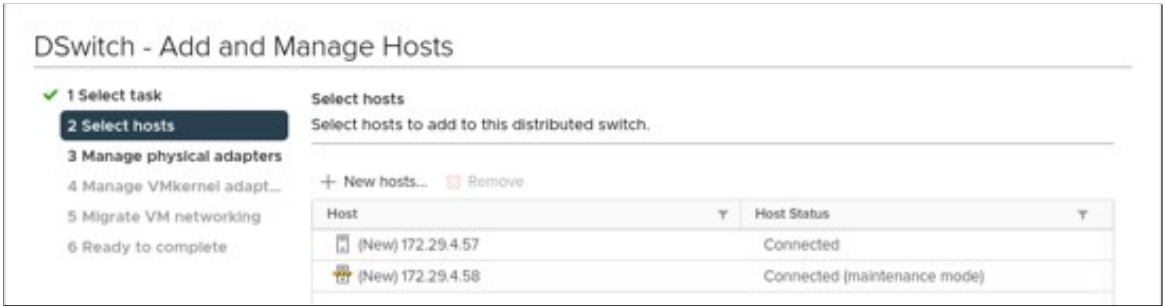 DSwitch - Add and Manage Hosts
1 Select task
2 Select hosts
3 Manage physical adapters
4 Manage VMkernel adapt...
5 Migrate VM networking
6 Ready to complete
Select hosts
Select hosts to add to this distributed switch.
New hosts... Remove
Host Host Status
(New) 172.29.4.57 Connected
(New) 172.29.4.58 Connected (maintenance mode)